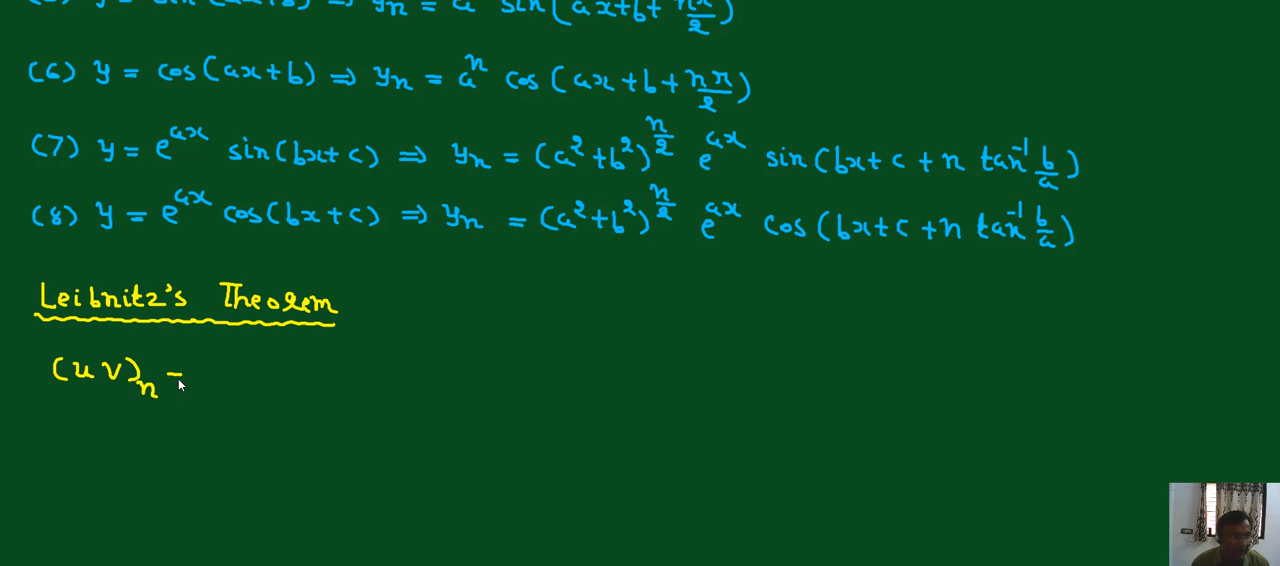 (6) y = cos(ax+b) ⇒ yₙ = aⁿ cos(ax+b+nπ/2)
(7) y = e^ax sin(bx+c) ⇒ yₙ = (a²+b²)^n/2 e^ax sin(bx+c+n tan⁻¹ b/a)
(8) y = e^ax cos(bx+c) ⇒ yₙ = (a²+b²)^n/2 e^ax cos(bx+c+n tan⁻¹ b/a)
Leibnitz's Theorem
(uv)ₙ -